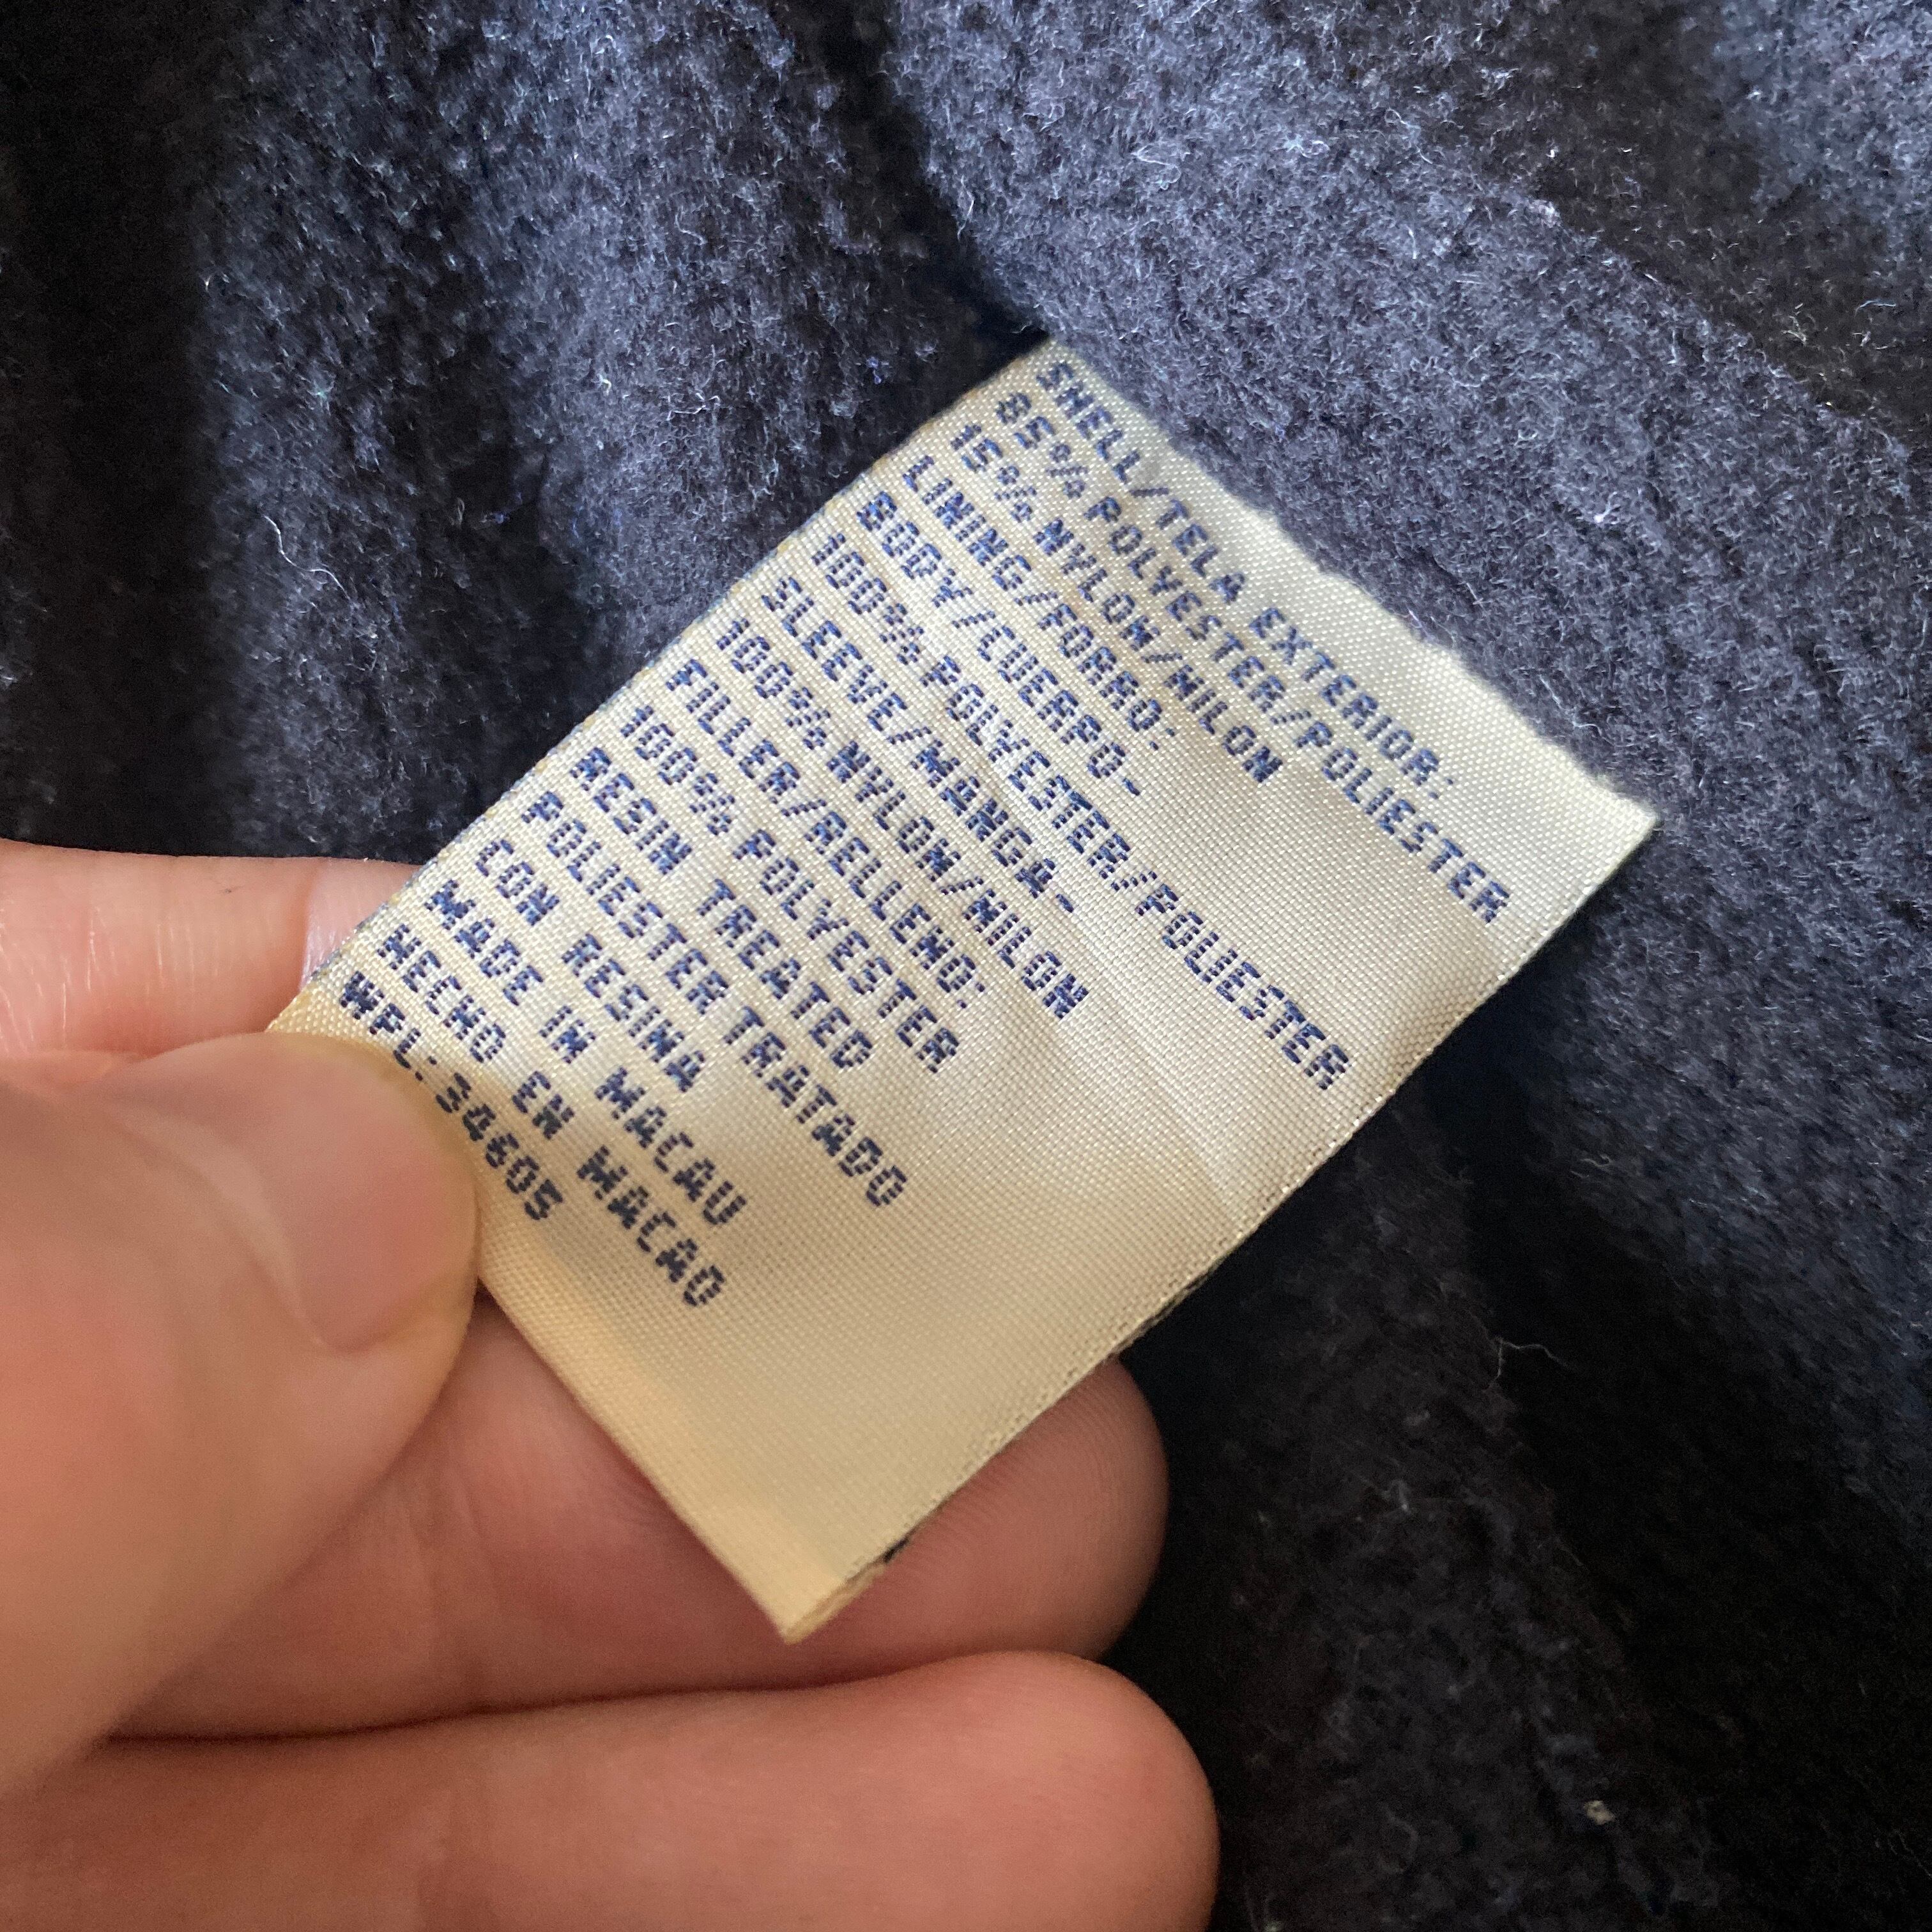 SHELL/TELA EXTERIOR:
85% POLYESTER/POLIESTER
15% NYLON/NILON
LINING/FORRO:
BODY/CUERPO-
100% POLYESTER/POLIESTER
SLEEVE/MANGA-
100% NYLON/NILON
FILLER/RELLENO:
100% POLYESTER
RESIN TREATED
POLIESTER TRATADO
CON RESINA
MADE IN MACAU
HECHO EN MACAO
WPL: 34605